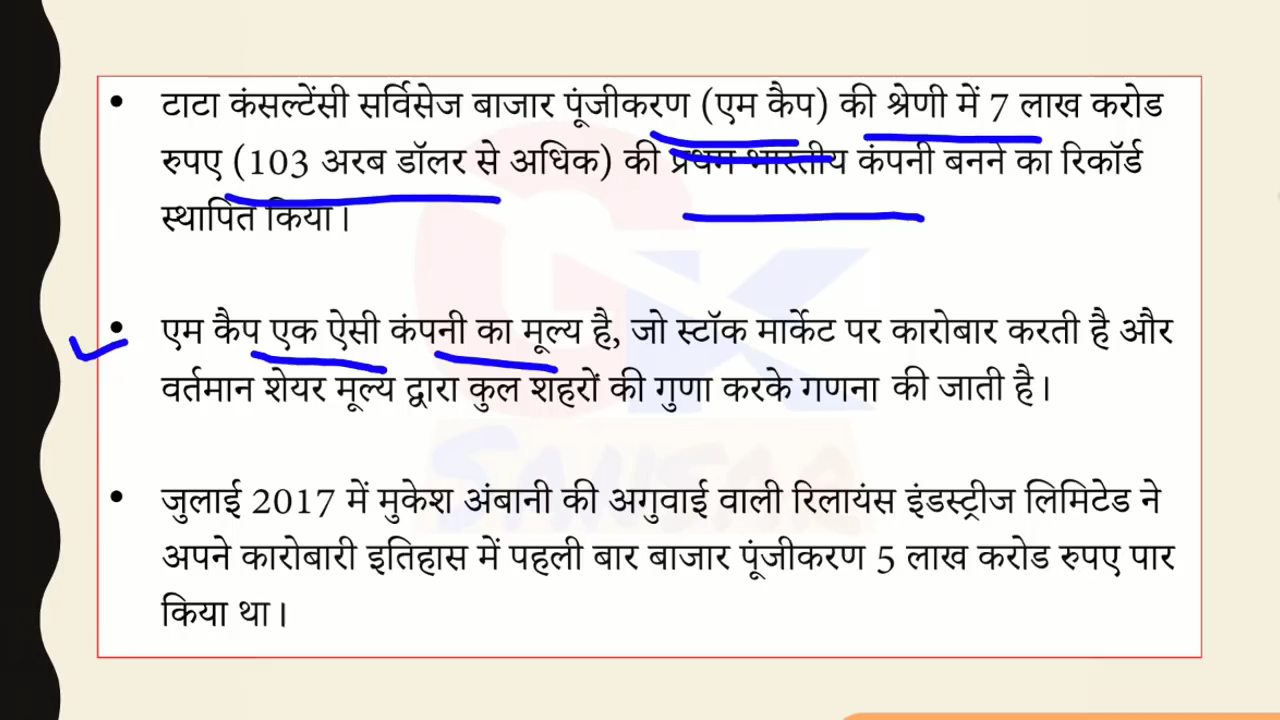 • टाटा कंसल्टेंसी सर्विसेज बाजार पूंजीकरण (एम कैप) की श्रेणी में 7 लाख करोड
रुपए (103 अरब डॉलर से अधिक) की प्रथम भारतीय कंपनी बनने का रिकॉर्ड
स्थापित किया।
• एम कैप एक ऐसी कंपनी का मूल्य है, जो स्टॉक मार्केट पर कारोबार करती है और
वर्तमान शेयर मूल्य द्वारा कुल शहरों की गुणा करके गणना की जाती है।
• जुलाई 2017 में मुकेश अंबानी की अगुवाई वाली रिलायंस इंडस्ट्रीज लिमिटेड ने
अपने कारोबारी इतिहास में पहली बार बाजार पूंजीकरण 5 लाख करोड रुपए पार
किया था।